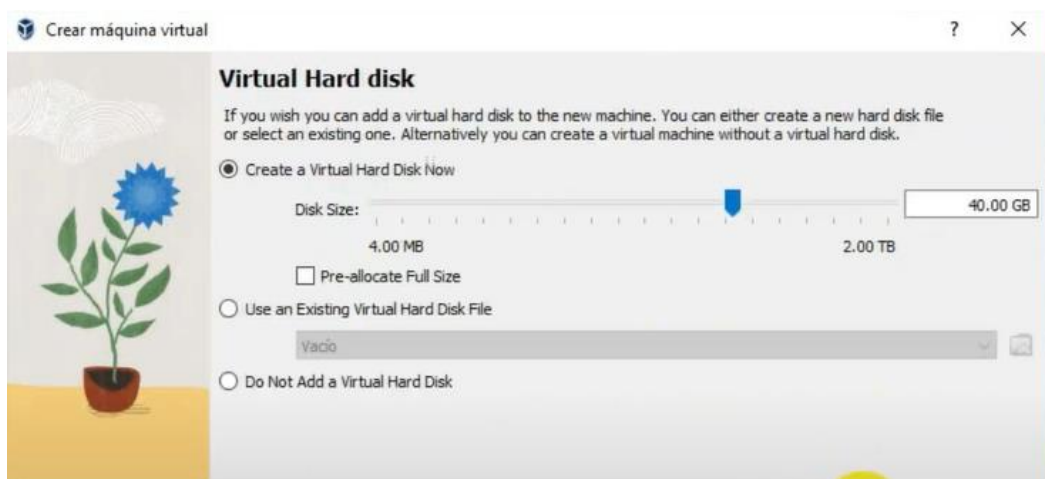 Crear máquina virtual
?
Virtual Hard disk
If you wish you can add a virtual hard disk to the new machine. You can either create a new hard disk file
or select an existing one. Alternatively you can create a virtual machine without a virtual hard disk.
Create a Virtual Hard Disk Now
Disk Size:
40.00 GB
4.00 MB
2.00 TB
Pre-allocate Full Size
Use an Existing Virtual Hard Disk File
Vacío
Do Not Add a Virtual Hard Disk